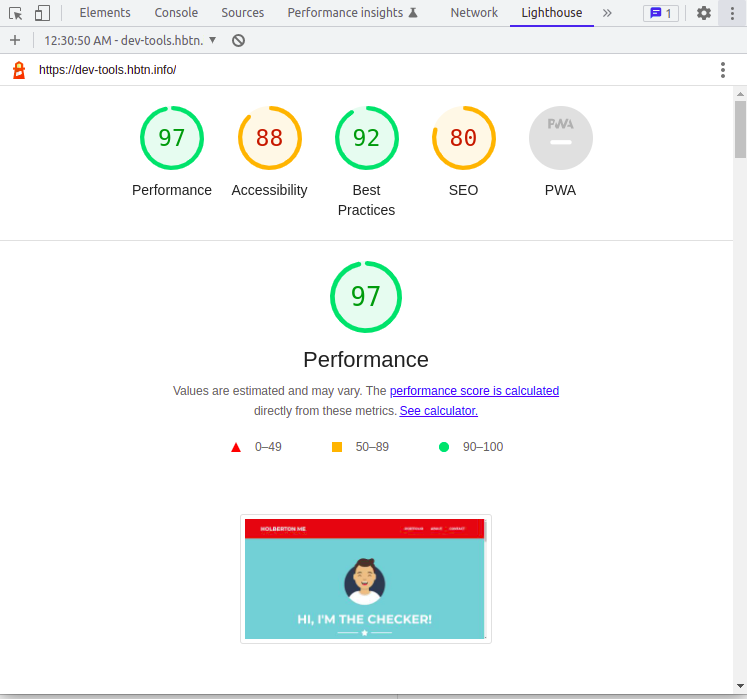 Elements Console Sources Performance insights Network Lighthouse 1
12:30:50 AM - dev-tools.hbtn.
https://dev-tools.hbtn.info/
97 88 92 80 PWA
Performance Accessibility Best Practices SEO PWA
97
Performance
Values are estimated and may vary. The performance score is calculated
directly from these metrics. See calculator.
0–49 50–89 90–100
HOLBERTON ME PORTFOLIO ABOUT CONTACT
HI, I'M THE CHECKER!